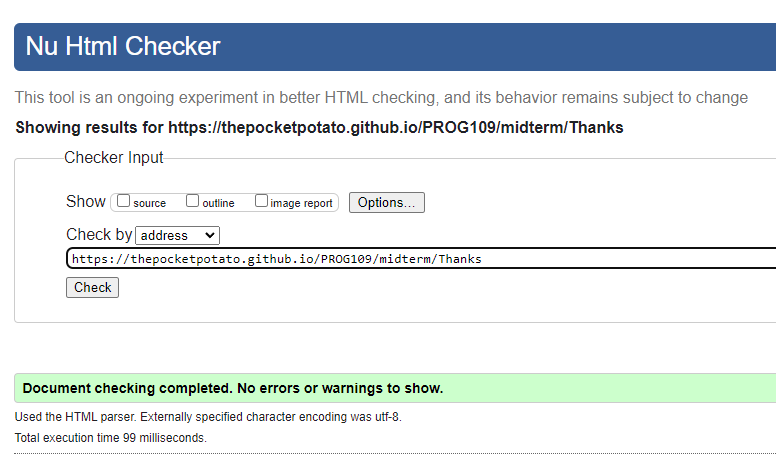 Nu Html Checker
This tool is an ongoing experiment in better HTML checking, and its behavior remains subject to change
Showing results for https://thepocketpotato.github.io/PROG109/midterm/Thanks
Checker Input
Show source outline image report Options...
Check by address
https://thepocketpotato.github.io/PROG109/midterm/Thanks
Check
Document checking completed. No errors or warnings to show.
Used the HTML parser. Externally specified character encoding was utf-8.
Total execution time 99 milliseconds.